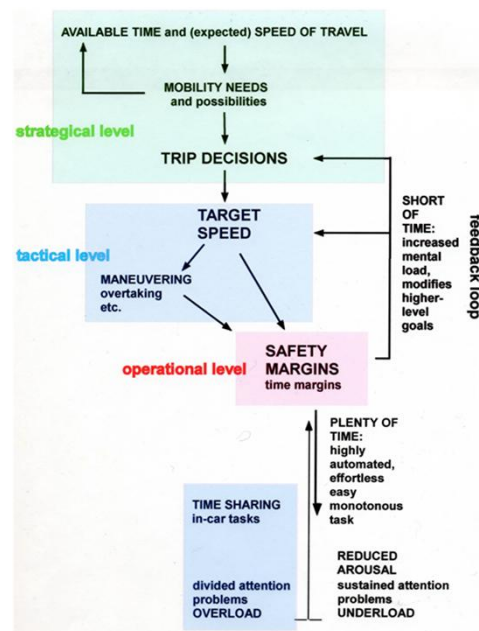 AVAILABLE TIME and (expected) SPEED OF TRAVEL
MOBILITY NEEDS
and possibilities
strategical level
TRIP DECISIONS
TARGET
SPEED
tactical level
MANEUVERING
overtaking
etc.
SHORT
OF
TIME:
increased
mental
load,
modifies
higher-
level
goals
feedback loop
operational level
SAFETY
MARGINS
time margins
PLENTY OF
TIME:
highly
automated,
effortless
easy
monotonous
task
TIME SHARING
in-car tasks
divided attention
problems
OVERLOAD
REDUCED
AROUSAL
sustained attention
problems
UNDERLOAD